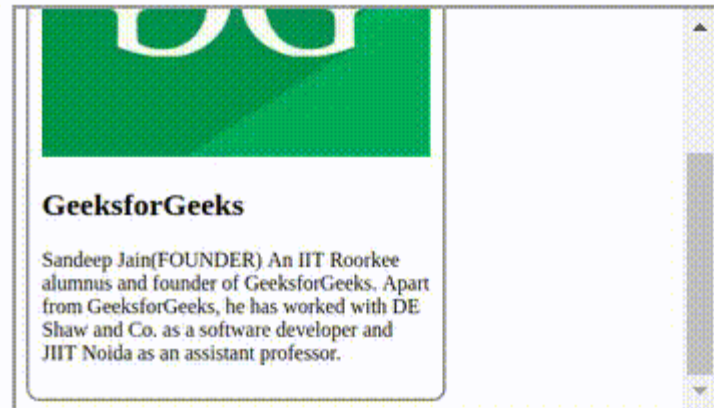 GeeksforGeeks
Sandeep Jain(FOUNDER) An IIT Roorkee
alumnus and founder of GeeksforGeeks. Apart
from GeeksforGeeks, he has worked with DE
Shaw and Co. as a software developer and
JIIT Noida as an assistant professor.